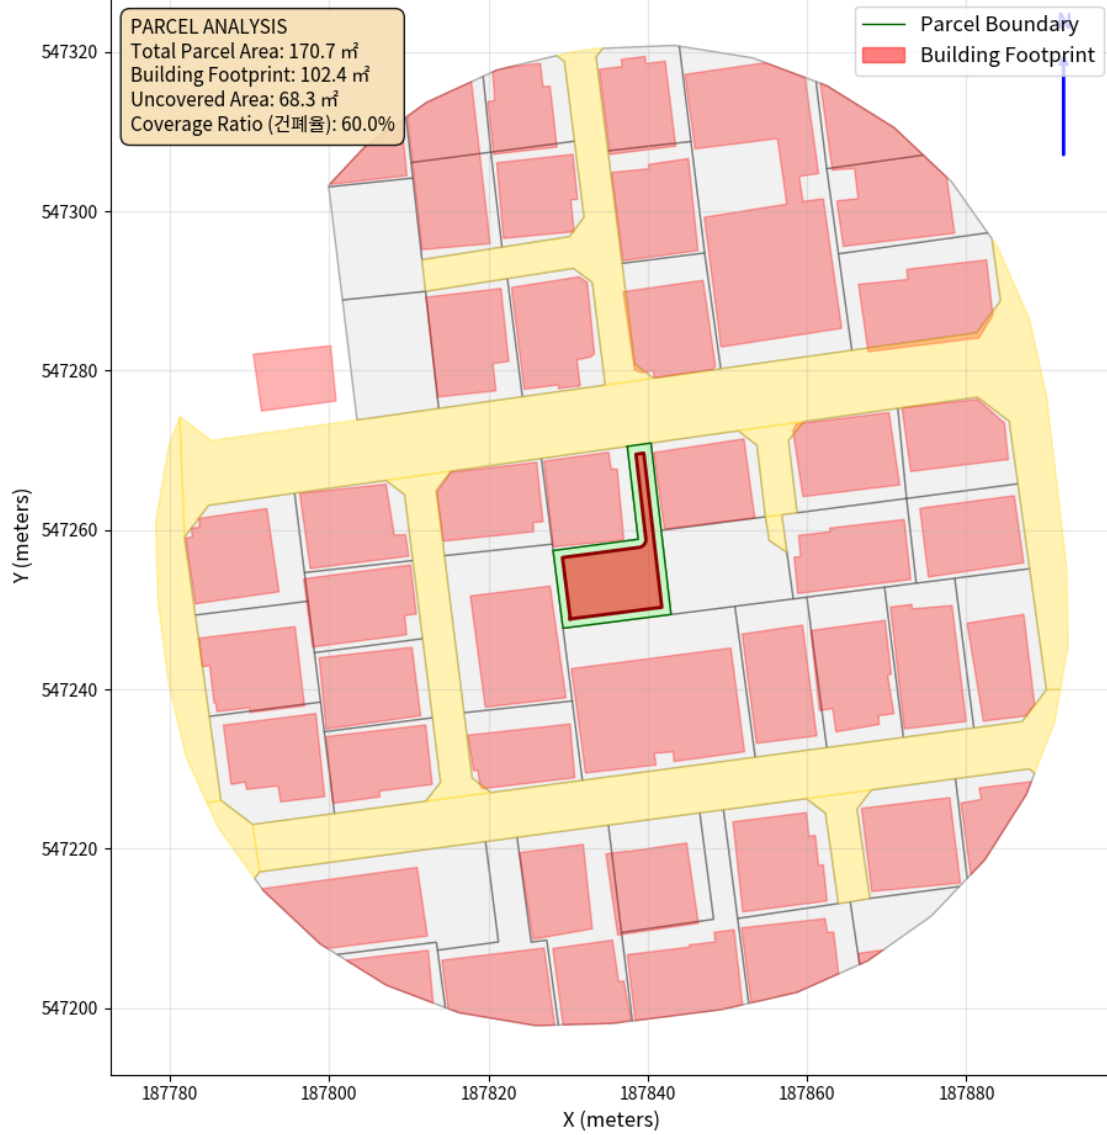 PARCEL ANALYSIS
Total Parcel Area: 170.7 ㎡
Building Footprint: 102.4 ㎡
Uncovered Area: 68.3 ㎡
Coverage Ratio (건폐율): 60.0%
Parcel Boundary
Building Footprint
N
547320
547300
547280
547260
547240
547220
547200
Y (meters)
187780
187800
187820
187840
187860
187880
X (meters)